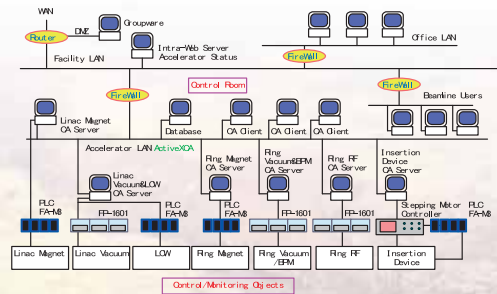 WAN
Router
DMZ
Groupware
Intra-Web Server
Accelerator Status
Facility LAN
FireWall
Office LAN
Control Room
FireWall
FireWall
Beamline Users
Linac Magnet
CA Server
Database
CA Client
CA Client
CA Client
Accelerator LAN ActiveXCA
Linac
Vacuum&LOW
CA Server
Ring Magnet
CA Server
Ring
Vacuum&BPM
CA Server
Ring RF
CA Server
Insertion
Device
CA Server
PLC
FA-M3
FP-1601
PLC
FA-M3
PLC
FA-M3
FP-1601
FP-1601
Stepping Motor
Controller
PLC
FA-M3
Linac Magnet
Linac Vacuum
LOW
Ring Magnet
Ring Vacuum
/BPM
Ring RF
Insertion
Device
Control/Monitoring Objects